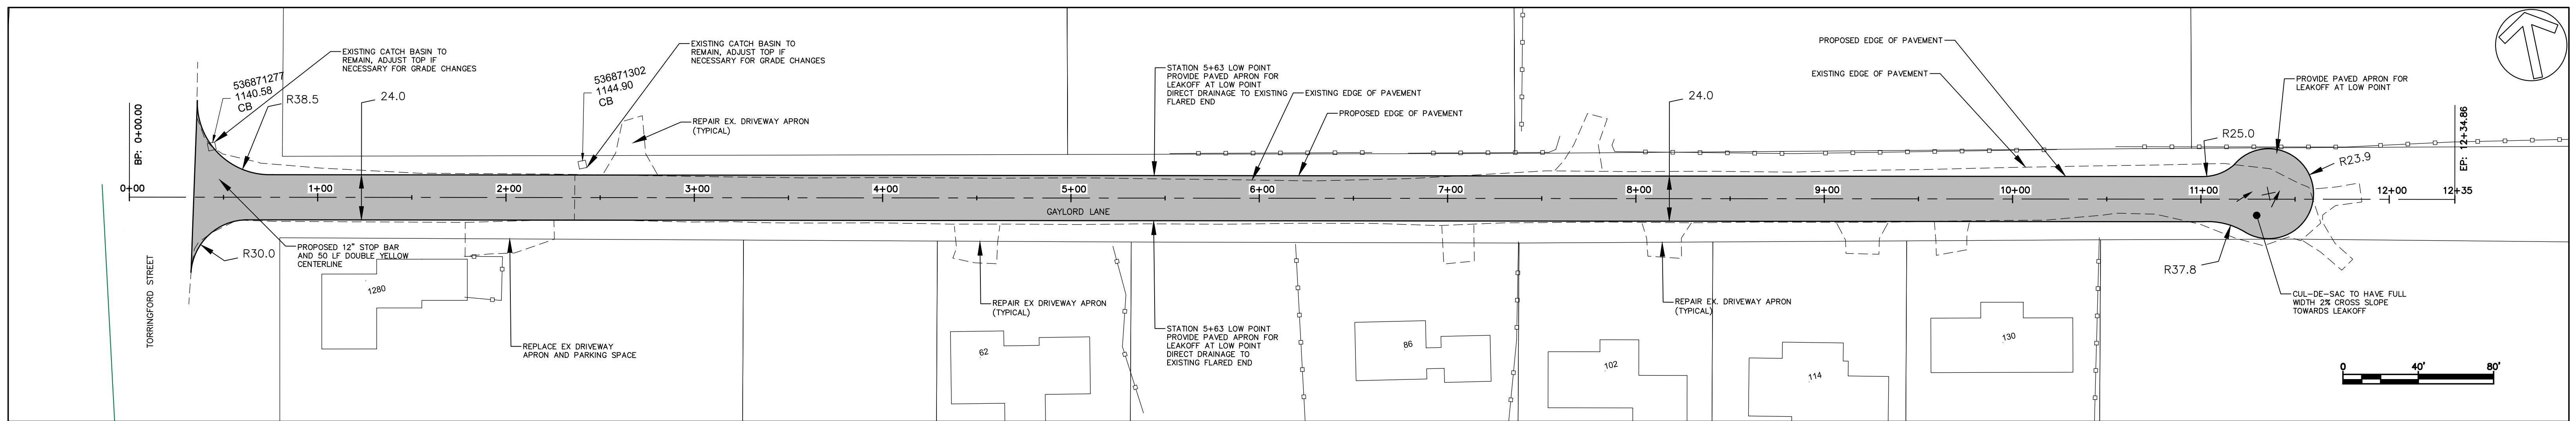 EXISTING CATCH BASIN TO
REMAIN, ADJUST TOP IF
NECESSARY FOR GRADE CHANGES
536871277
1140.58
CB
R38.5
24.0
BP: 0+00.00
536871302
1144.90
CB
EXISTING CATCH BASIN TO
REMAIN, ADJUST TOP IF
NECESSARY FOR GRADE CHANGES
REPAIR EX. DRIVEWAY APRON
(TYPICAL)
STATION 5+63 LOW POINT
PROVIDE PAVED APRON FOR
LEAKOFF AT LOW POINT
DIRECT DRAINAGE TO EXISTING
FLARED END
EXISTING EDGE OF PAVEMENT
PROPOSED EDGE OF PAVEMENT
24.0
PROPOSED EDGE OF PAVEMENT
EXISTING EDGE OF PAVEMENT
PROVIDE PAVED APRON FOR
LEAKOFF AT LOW POINT
R25.0
R23.9
EP: 12+34.86
0+00
1+00
2+00
3+00
4+00
5+00
6+00
7+00
8+00
9+00
10+00
11+00
12+00
12+35
GAYLORD LANE
TORRINGFORD STREET
R30.0
PROPOSED 12" STOP BAR
AND 50 LF DOUBLE YELLOW
CENTERLINE
1280
REPLACE EX DRIVEWAY
APRON AND PARKING SPACE
62
REPAIR EX DRIVEWAY APRON
(TYPICAL)
STATION 5+63 LOW POINT
PROVIDE PAVED APRON FOR
LEAKOFF AT LOW POINT
DIRECT DRAINAGE TO
EXISTING FLARED END
86
102
REPAIR EX. DRIVEWAY APRON
(TYPICAL)
114
130
R37.8
CUL-DE-SAC TO HAVE FULL
WIDTH 2% CROSS SLOPE
TOWARDS LEAKOFF
0 40' 80'